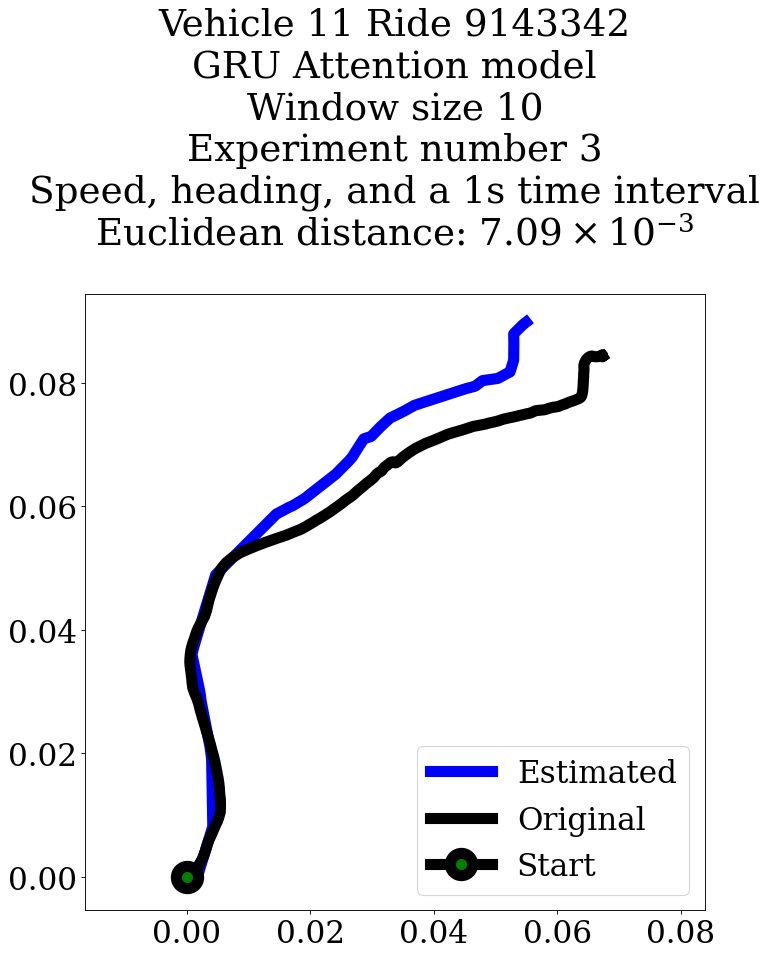 Vehicle 11 Ride 9143342
GRU Attention model
Window size 10
Experiment number 3
Speed, heading, and a 1s time interval
Euclidean distance: 7.09 × 10⁻³
0.08
0.06
0.04
0.02
0.00
Estimated
Original
Start
0.00 0.02 0.04 0.06 0.08